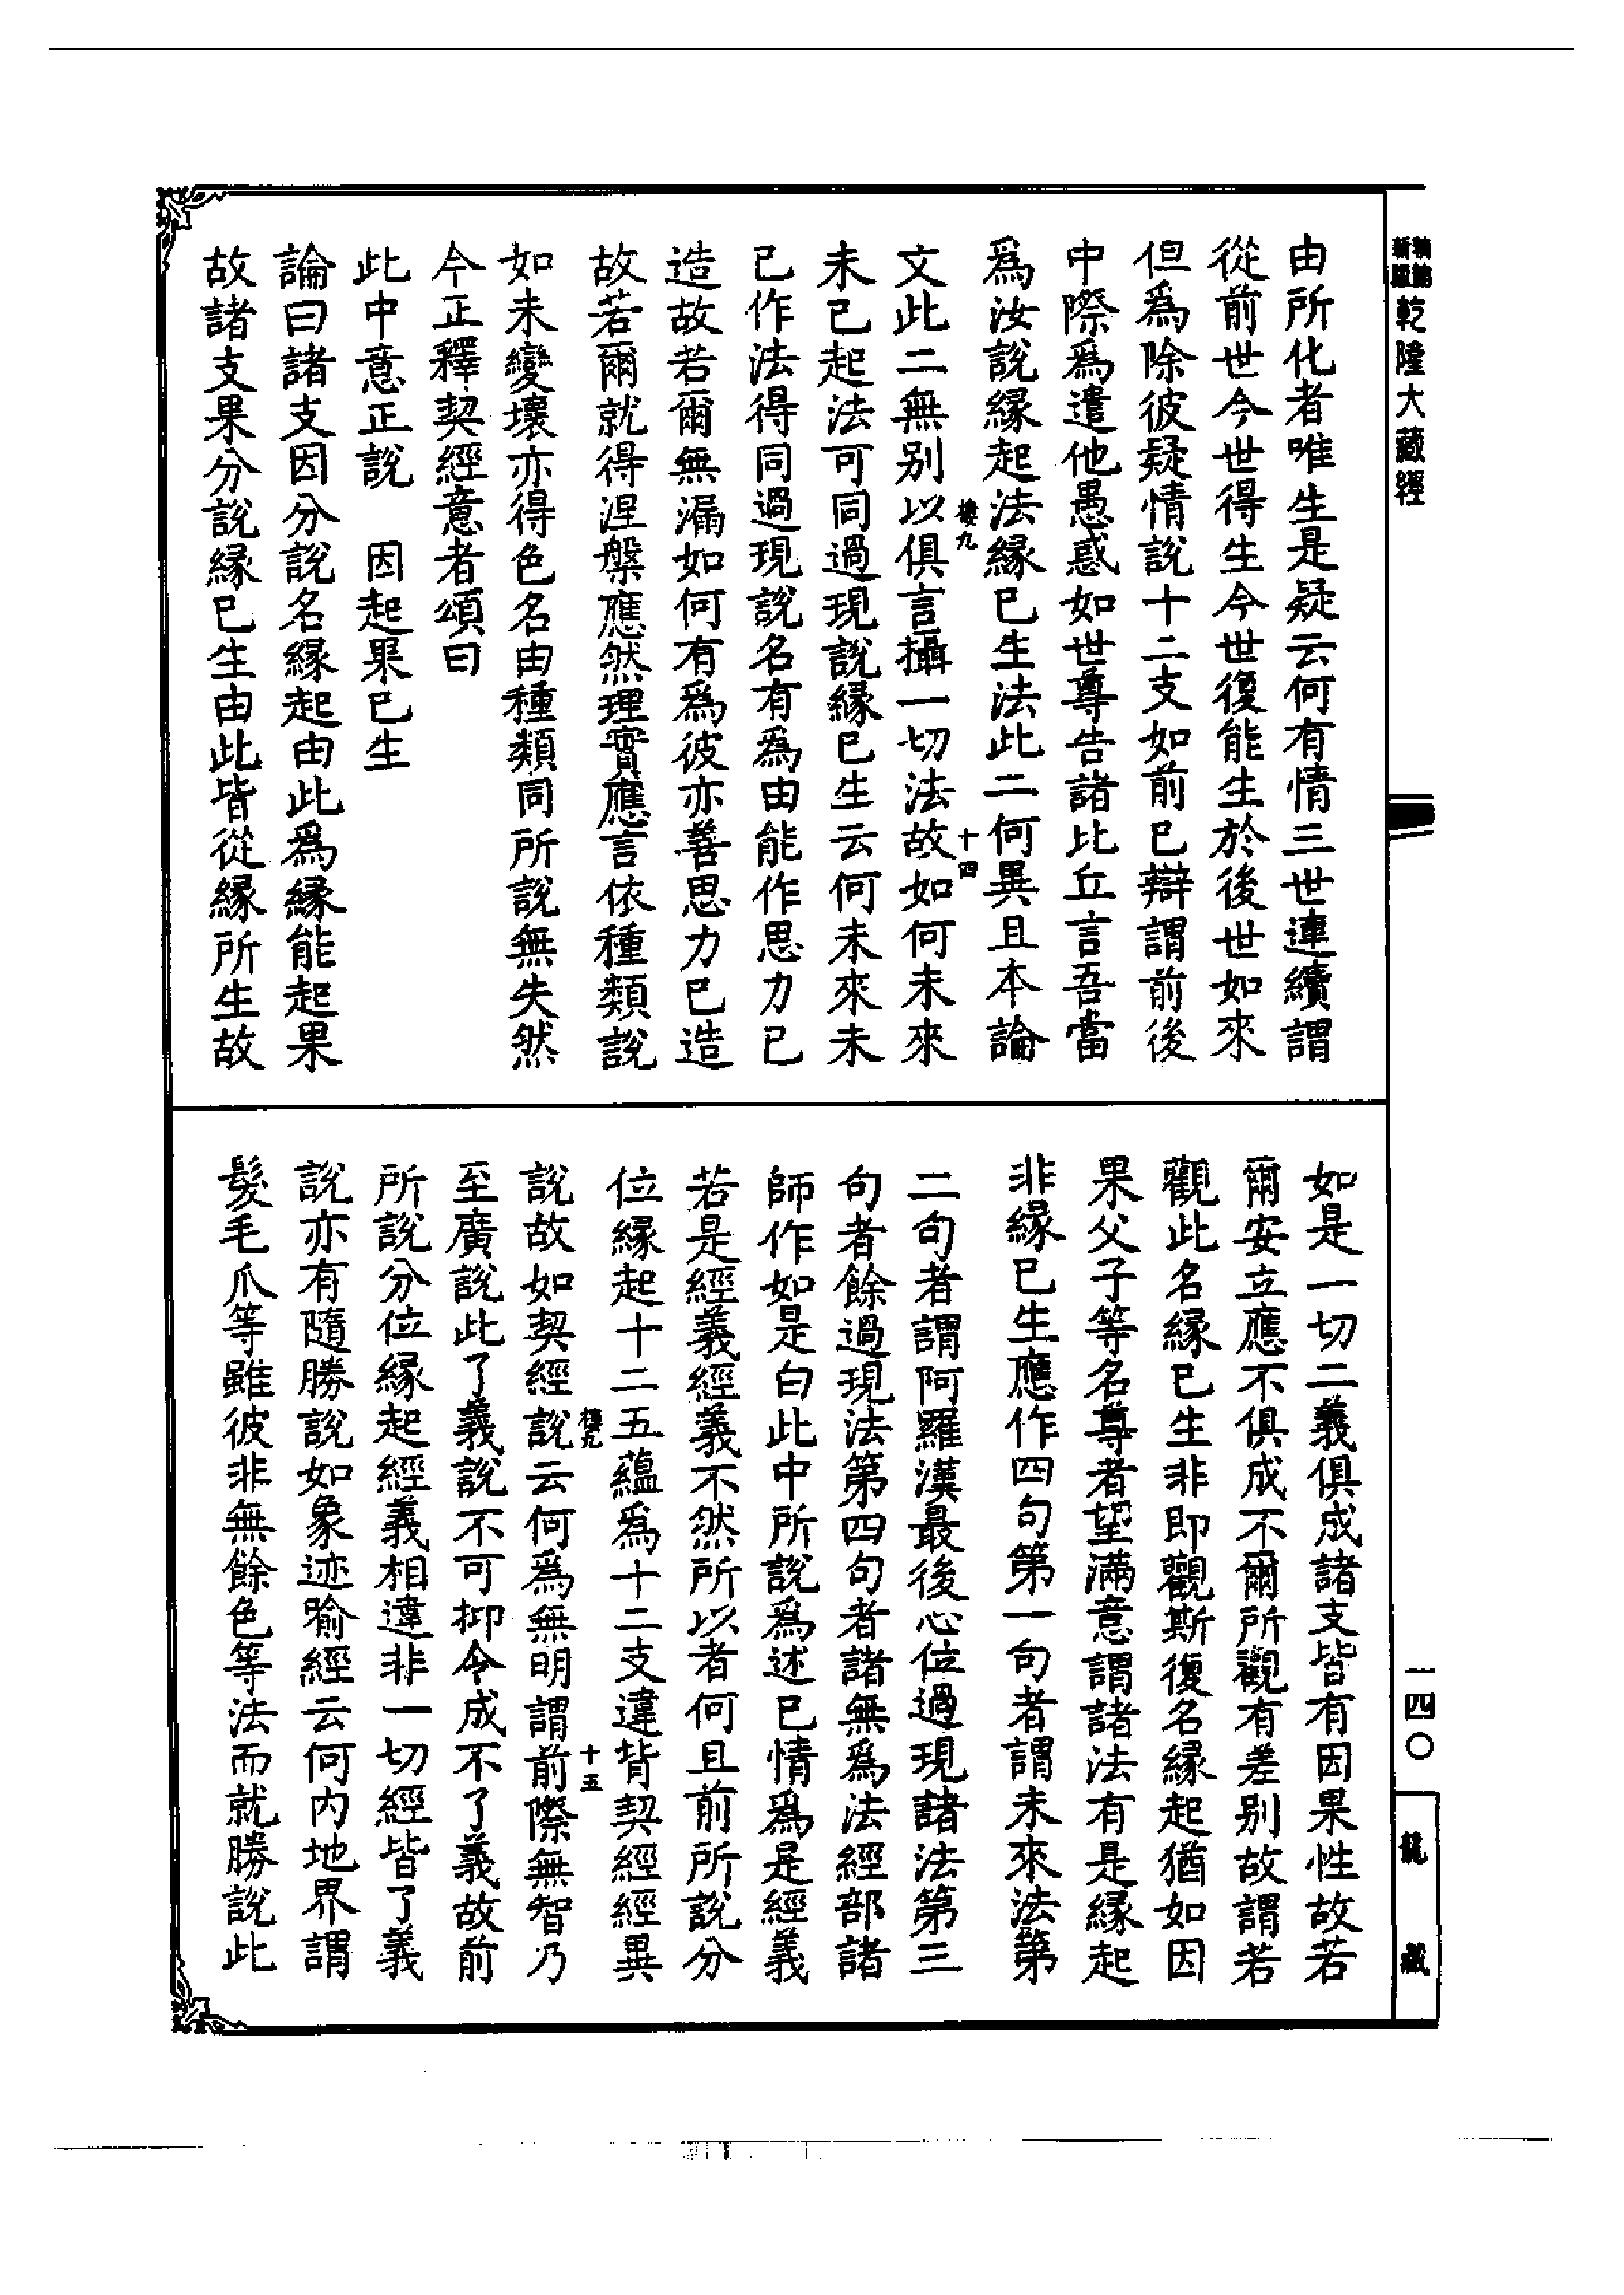 新編縮版乾隆大藏經
由所化者唯生是疑云何有情三世連續謂
從前世今世得生今世復能生於後世如來
但爲除彼疑情說十二支如前已辯謂前後
中際爲遣他愚惑如世尊告諸比丘言吾當
爲汝說緣起法緣已生法此二何異且本論
文此二無别以俱言攝一切法故如何未來
樓九
十四
未已起法可同過現說緣已生云何未來未
已作法得同過現說名有爲由能作思力已
造故若爾無漏如何有爲彼亦善思力已造
故若爾就得涅槃應然理實應言依種類說
如未變壞亦得色名由種類同所說無失然
今正釋契經意者頌曰
此中意正說 因起果已生
論曰諸支因分說名緣起由此爲緣能起果
故諸支果分說緣已生由此皆從緣所生故
如是一切二義俱成諸支皆有因果性故若
爾安立應不俱成不爾所觀有差别故謂若
觀此名緣已生非即觀斯復名緣起猶如因
果父子等名尊者望滿意謂諸法有是緣起
非緣已生應作四句第一句者謂未來法第
二句者謂阿羅漢最後心位過現諸法第三
句者餘過現法第四句者諸無爲法經部諸
師作如是白此中所說爲述已情爲是經義
若是經義經義不然所以者何且前所說分
位緣起十二五蘊爲十二支違背契經經異
說故如契經說云何爲無明謂前際無智乃
樓九
十五
至廣說此了義說不可抑令成不了義故前
所說分位緣起經義相違非一切經皆了義
說亦有隨勝說如象迹喻經云何内地界謂
髮毛爪等雖彼非無餘色等法而就勝說此
一四〇
龍藏